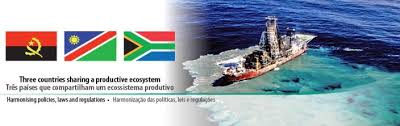 Three countries sharing a productive ecosystem
Três países que compartilham um ecossistema produtivo
Harmonising policies, laws and regulations • Harmonização das políticas, leis e regulações